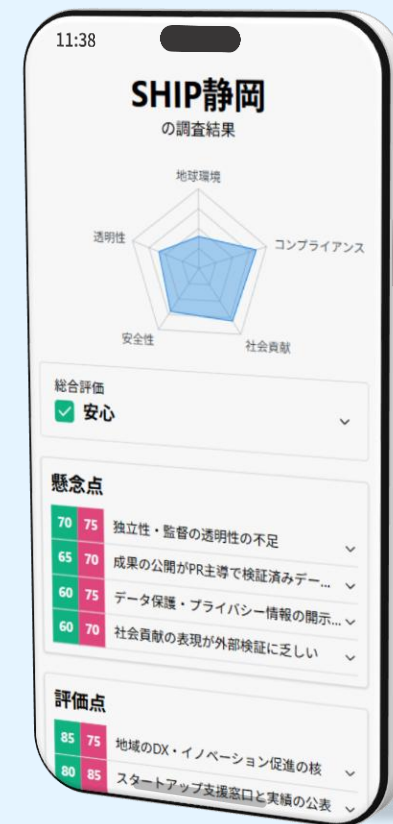 11:38
SHIP静岡
の調査結果
地球環境
透明性
コンプライアンス
安全性
社会貢献
総合評価
安心
懸念点
70 75 独立性・監督の透明性の不足
65 70 成果の公開がPR主導で検証済みデー...
60 75 データ保護・プライバシー情報の開示...
60 70 社会貢献の表現が外部検証に乏しい
評価点
85 75 地域のDX・イノベーション促進の核
80 85 スタートアップ支援窓口と実績の公表